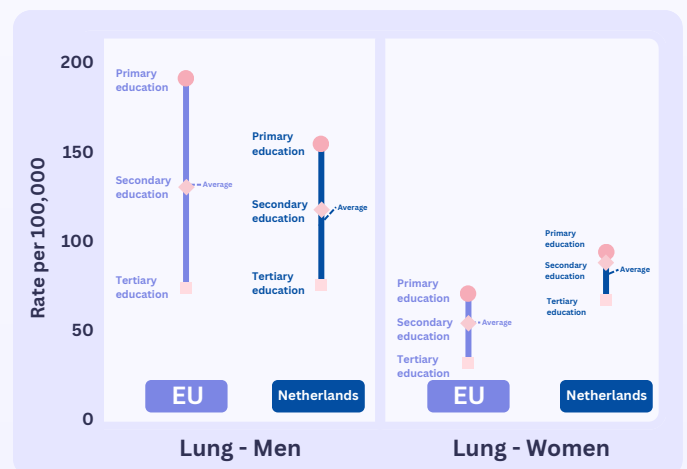 Rate per 100,000
200
150
100
50
0
Primary
education
Secondary
education
Average
Tertiary
education
EU
Primary
education
Secondary
education
Average
Tertiary
education
Netherlands
Lung - Men
Primary
education
Secondary
education
Average
Tertiary
education
EU
Primary
education
Secondary
education
Average
Tertiary
education
Netherlands
Lung - Women